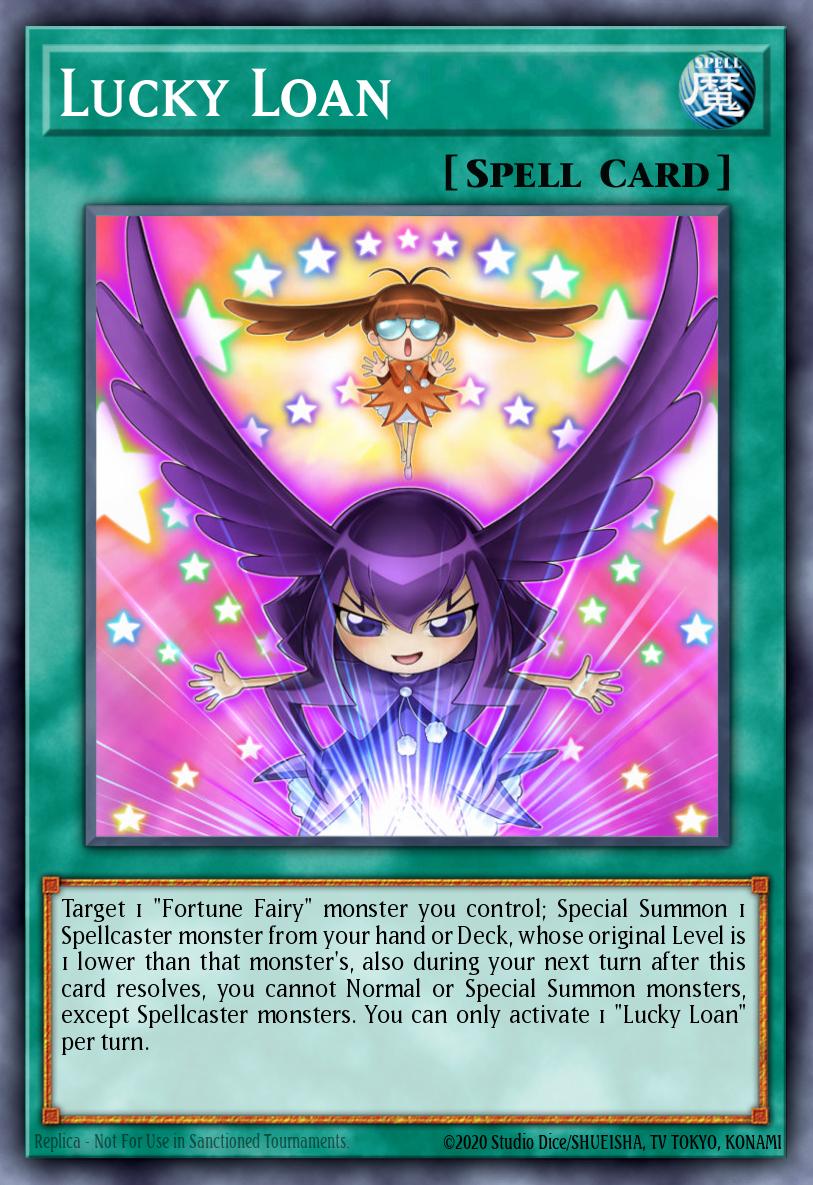 Lucky Loan
SPELL
魔
[Spell Card]
Target 1 "Fortune Fairy" monster you control; Special Summon 1
Spellcaster monster from your hand or Deck, whose original Level is
1 lower than that monster's, also during your next turn after this
card resolves, you cannot Normal or Special Summon monsters,
except Spellcaster monsters. You can only activate 1 "Lucky Loan"
per turn.
Replica - Not For Use in Sanctioned Tournaments.
©2020 Studio Dice/SHUEISHA, TV TOKYO, KONAMI